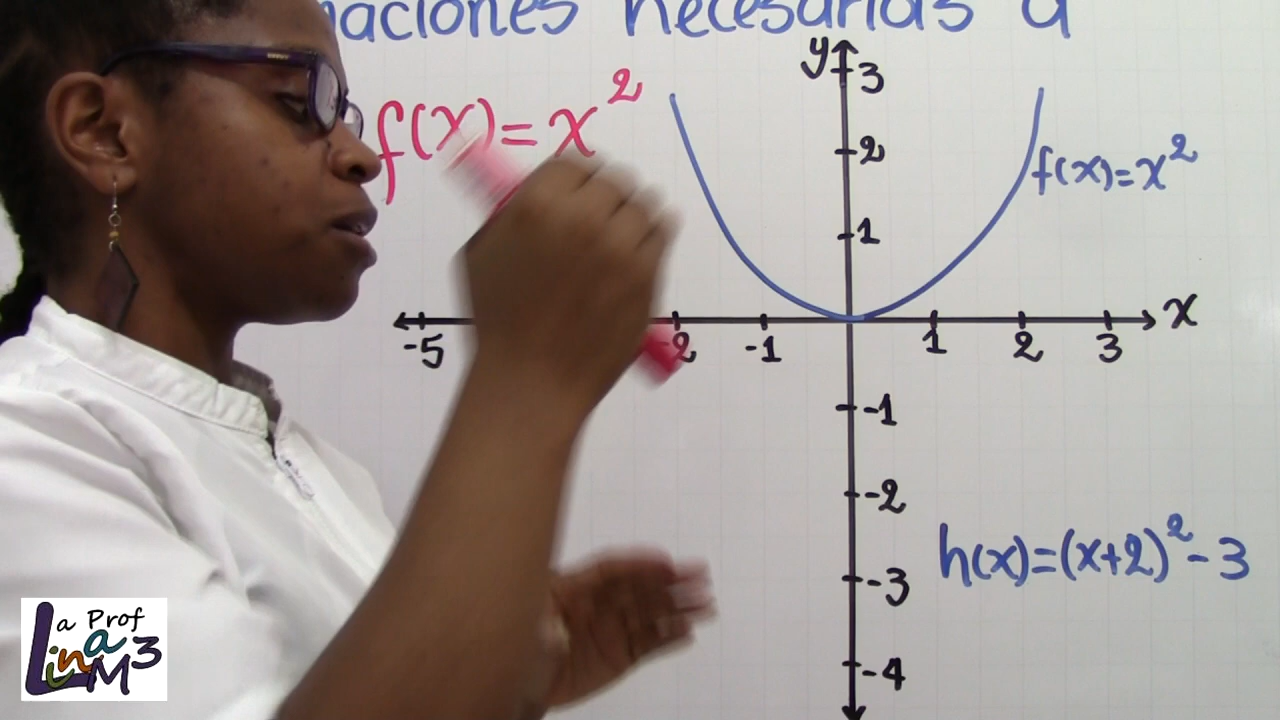 necesarias a
f(x)=x²
y
3
2
f(x)=x²
1
x
-5
-2
-1
1
2
3
-1
-2
h(x)=(x+2)²-3
-3
-4
La Prof
Lina M3